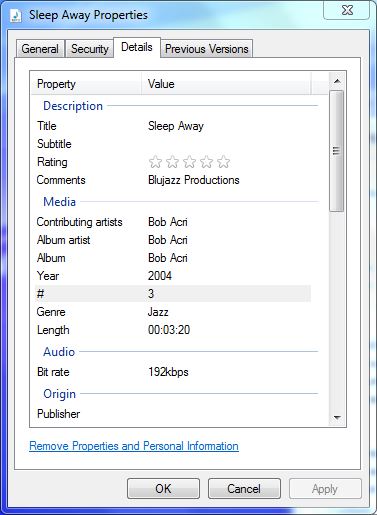 Sleep Away Properties
General Security Details Previous Versions
Property Value
Description
Title Sleep Away
Subtitle
Rating
Comments Blujazz Productions
Media
Contributing artists Bob Acri
Album artist Bob Acri
Album Bob Acri
Year 2004
# 3
Genre Jazz
Length 00:03:20
Audio
Bit rate 192kbps
Origin
Publisher
Remove Properties and Personal Information
OK Cancel Apply